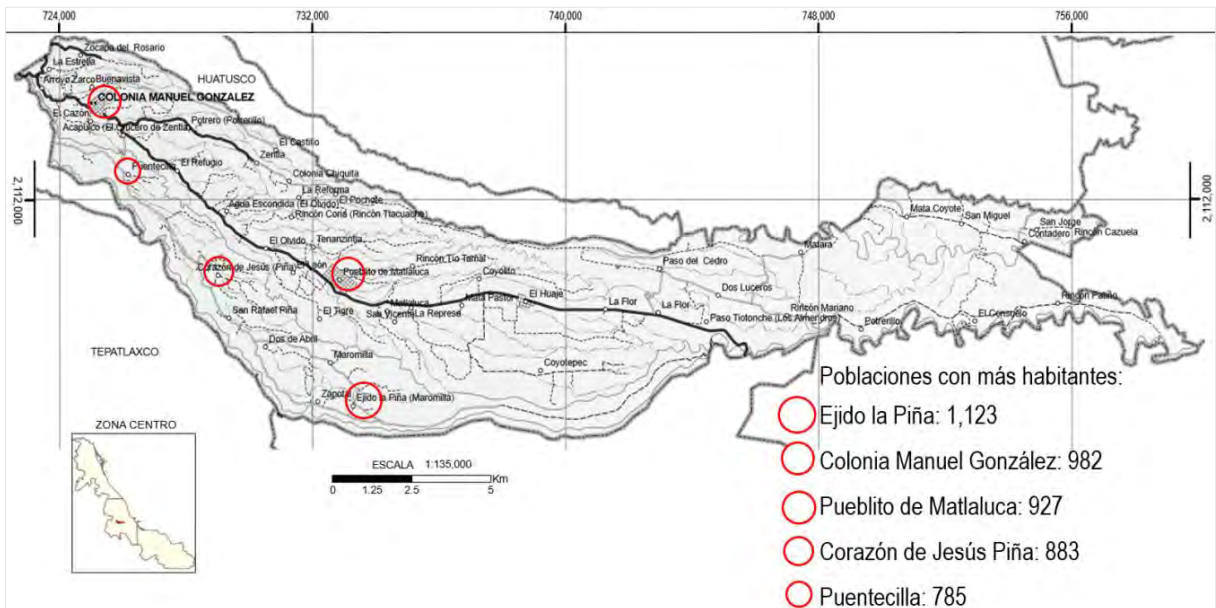 724,000 732,000 740,000 748,000 756,000
Zocapa del Rosario
La Estrella
HUATUSCO
Arroyo Zarco Buenavista
COLONIA MANUEL GONZALEZ
El Cazón
Acapulco (El Crucero de Zentla)
Potrero (Potrerillo)
El Castillo
Zentla
Puentecilla
El Refugio
Colonia Chiquita
La Reforma
El Pochote
2,112,000 2,112,000
Agua Escondida (El Olvido)
Rincón Coria (Rincón Tlacuache)
Mata Coyote
San Miguel
San Jorge
Contadero
Rincón Cazuela
El Olvido
Tenanzintla
Matara
Corazón de Jesús (Piña)
Pueblito de Matlaluca
Rincón Tío Tamal
Coyolito
Paso del Cedro
Dos Luceros
Matlaluca
Mata Pastor
El Huaje
La Flor
La Flor
Rincón Mariano
Rincón Patiño
San Rafael Piña
El Tigre
San Vicente
La Represa
Paso Tiotonche (Los Almendros)
Potrerillo
El Consuelo
TEPATLAXCO
Dos de Abril
Maromilla
Coyotepec
Zapotal
Ejido la Piña (Maromilla)
ZONA CENTRO
ESCALA 1:135,000
Km
0 1.25 2.5 5
Poblaciones con más habitantes:
Ejido la Piña: 1,123
Colonia Manuel González: 982
Pueblito de Matlaluca: 927
Corazón de Jesús Piña: 883
Puentecilla: 785